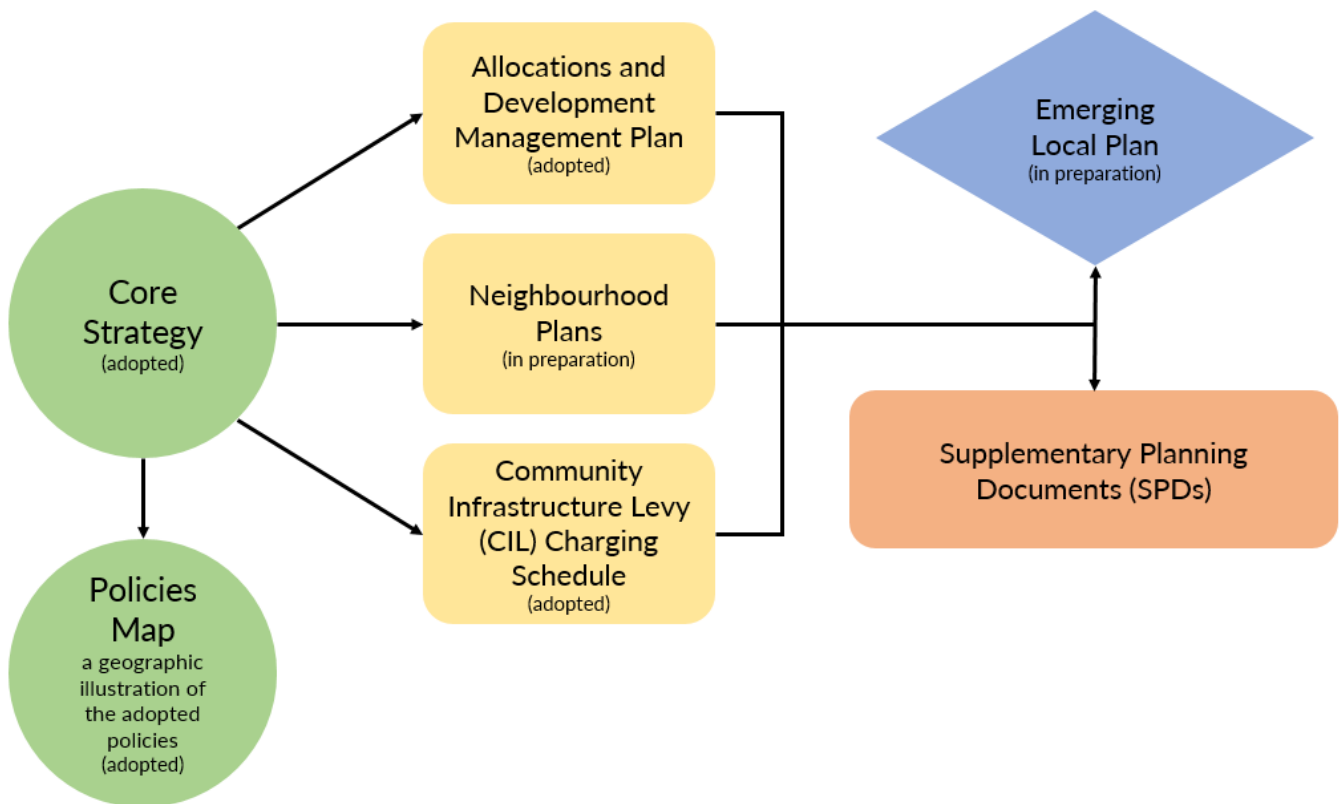 Core
Strategy
(adopted)
Policies
Map
a geographic
illustration of
the adopted
policies
(adopted)
Allocations and
Development
Management Plan
(adopted)
Neighbourhood
Plans
(in preparation)
Community
Infrastructure Levy
(CIL) Charging
Schedule
(adopted)
Emerging
Local Plan
(in preparation)
Supplementary Planning
Documents (SPDs)